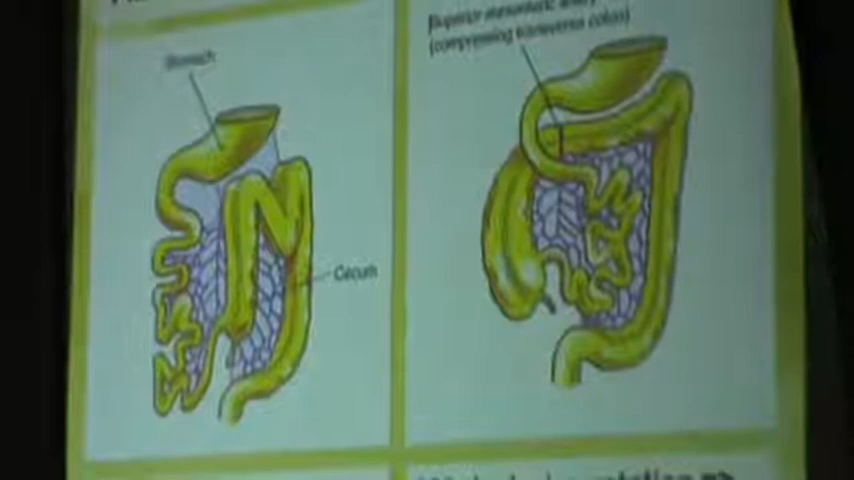 Stomach
Superior mesenteric artery
(compressing transverse colon)
Cecum